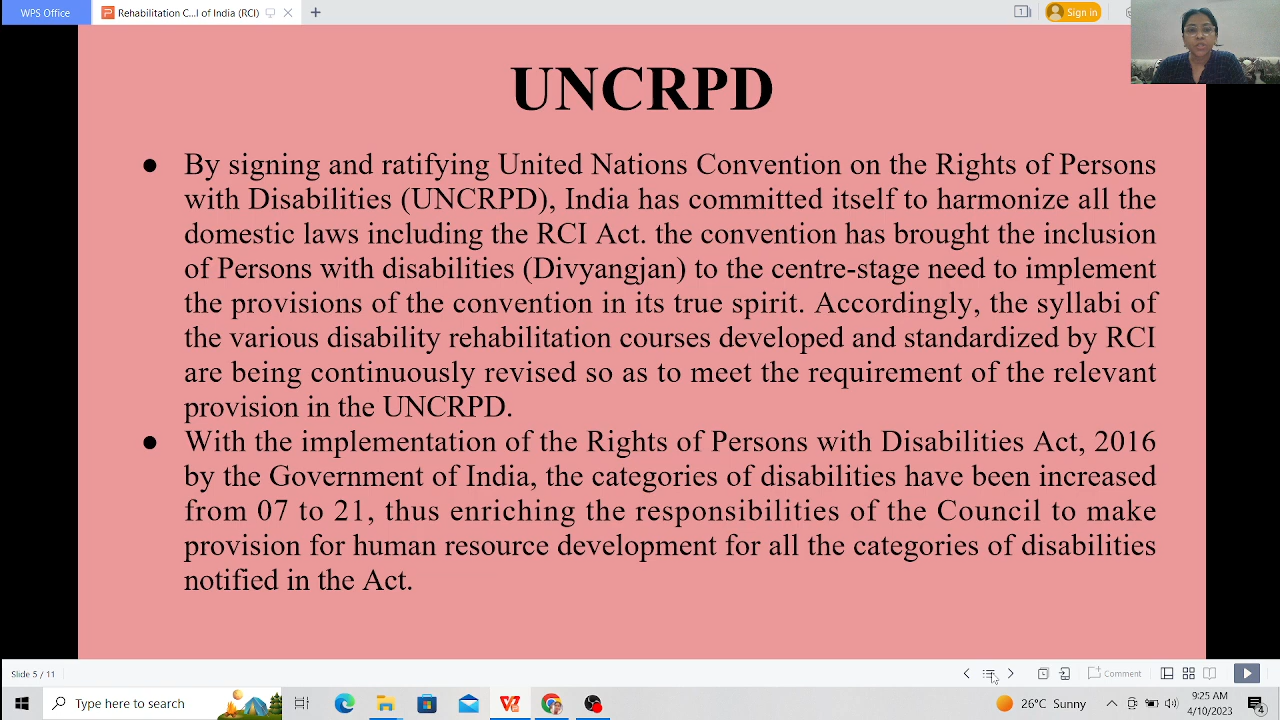 WPS Office
Rehabilitation C...l of India (RCI)
1
Sign in
UNCRPD
● By signing and ratifying United Nations Convention on the Rights of Persons
with Disabilities (UNCRPD), India has committed itself to harmonize all the
domestic laws including the RCI Act. the convention has brought the inclusion
of Persons with disabilities (Divyangjan) to the centre-stage need to implement
the provisions of the convention in its true spirit. Accordingly, the syllabi of
the various disability rehabilitation courses developed and standardized by RCI
are being continuously revised so as to meet the requirement of the relevant
provision in the UNCRPD.
● With the implementation of the Rights of Persons with Disabilities Act, 2016
by the Government of India, the categories of disabilities have been increased
from 07 to 21, thus enriching the responsibilities of the Council to make
provision for human resource development for all the categories of disabilities
notified in the Act.
Slide 5 / 11
Comment
Type here to search
26°C Sunny
9:25 AM
4/10/2023
4